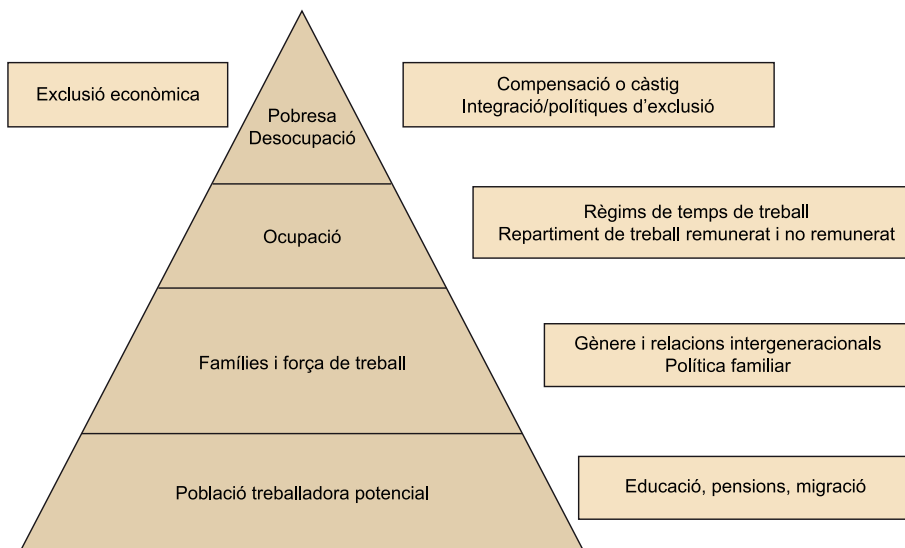 Exclusió econòmica
Compensació o càstig
Integració/polítiques d'exclusió
Pobresa
Desocupació
Règims de temps de treball
Repartiment de treball remunerat i no remunerat
Ocupació
Gènere i relacions intergeneracionals
Política familiar
Famílies i força de treball
Educació, pensions, migració
Població treballadora potencial